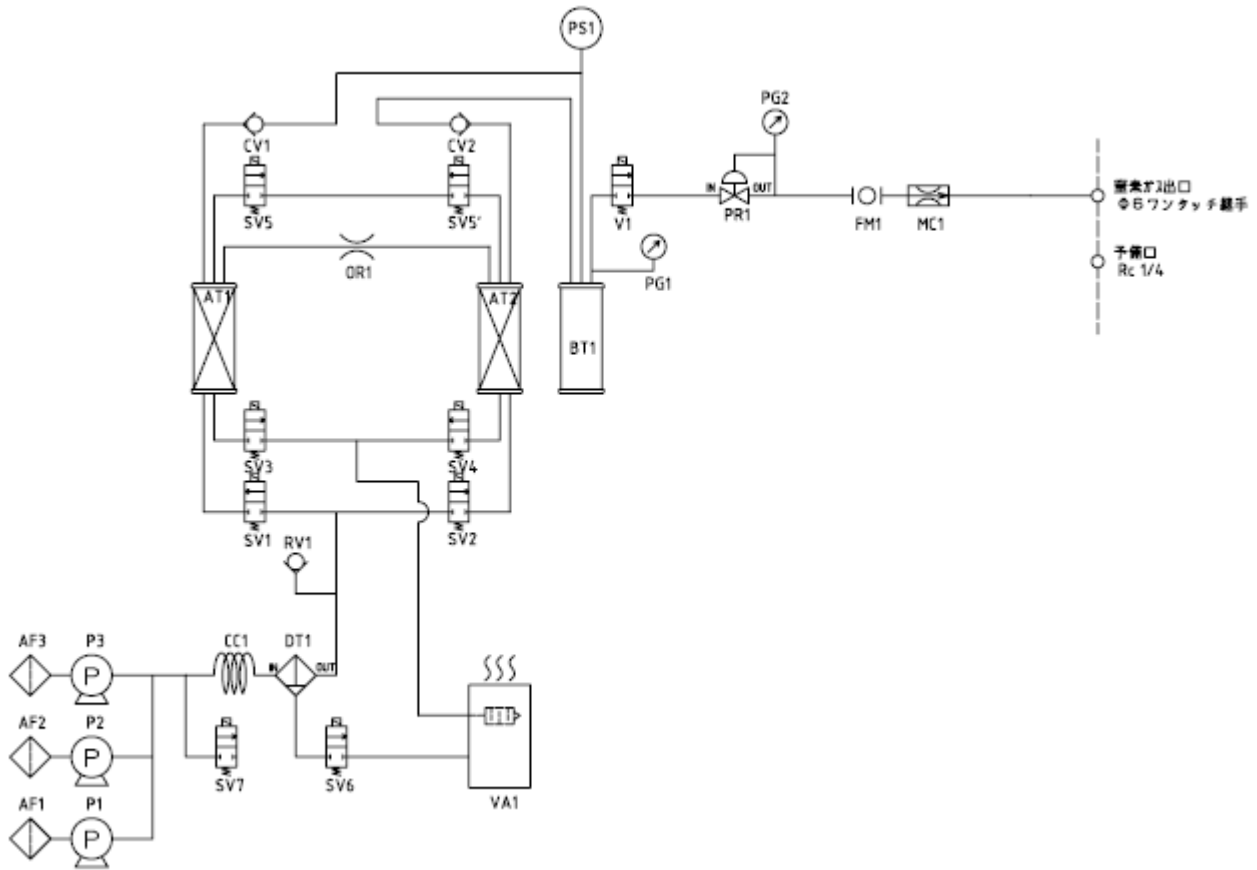 PS1
PG2
CV1
CV2
SV5
SV5'
V1
IN
OUT
PR1
FM1
MC1
窒素ガス出口
Φ6ワンタッチ継手
予備口
Rc 1/4
OR1
PG1
AT1
AT2
BT1
SV3
SV4
SV1
SV2
RV1
AF3
P3
CC1
DT1
IN
OUT
P
AF2
P2
P
SV7
SV6
VA1
AF1
P1
P